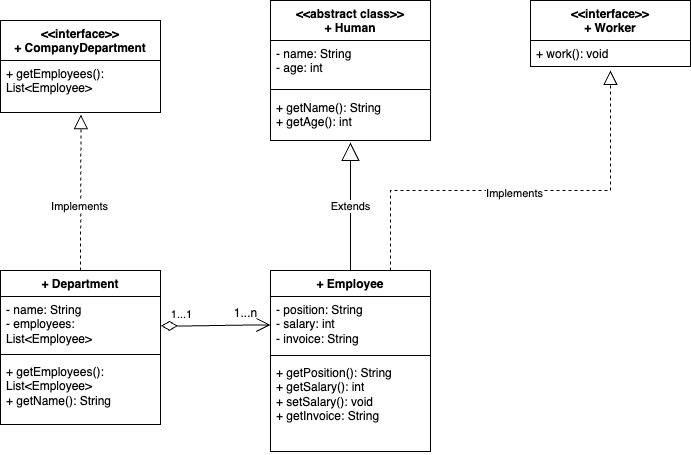 <<interface>>
+ CompanyDepartment
+ getEmployees():
List<Employee>
<<abstract class>>
+ Human
- name: String
- age: int
+ getName(): String
+ getAge(): int
<<interface>>
+ Worker
+ work(): void
Implements
Extends
Implements
+ Department
- name: String
- employees:
List<Employee>
+ getEmployees():
List<Employee>
+ getName(): String
1...1
1...n
+ Employee
- position: String
- salary: int
- invoice: String
+ getPosition(): String
+ getSalary(): int
+ setSalary(): void
+ getInvoice: String